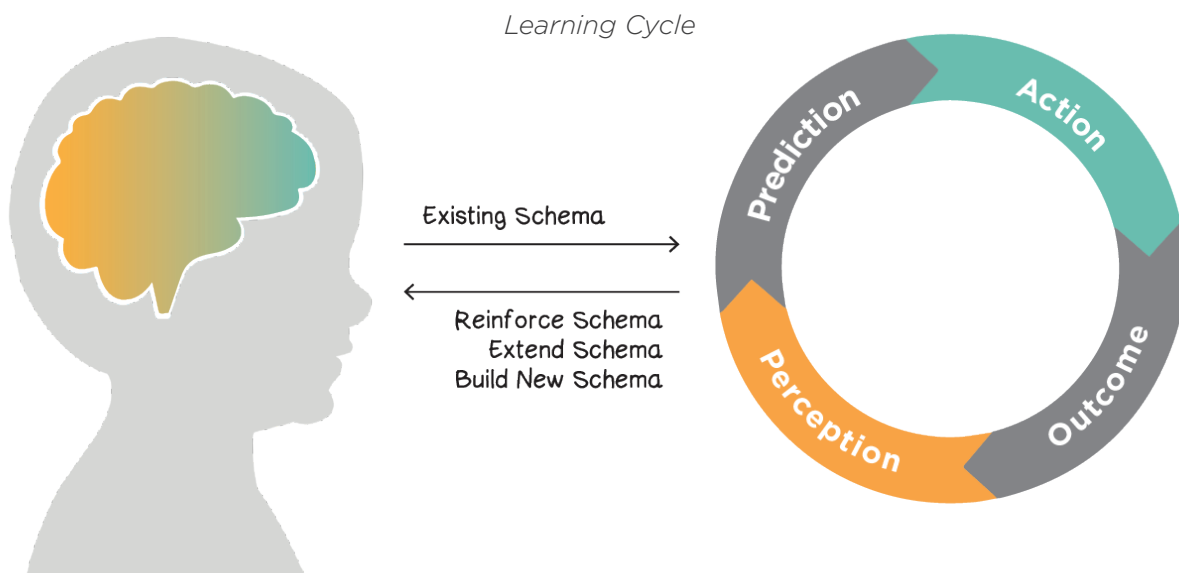 Learning Cycle
Existing Schema
Reinforce Schema
Extend Schema
Build New Schema
Prediction
Action
Outcome
Perception